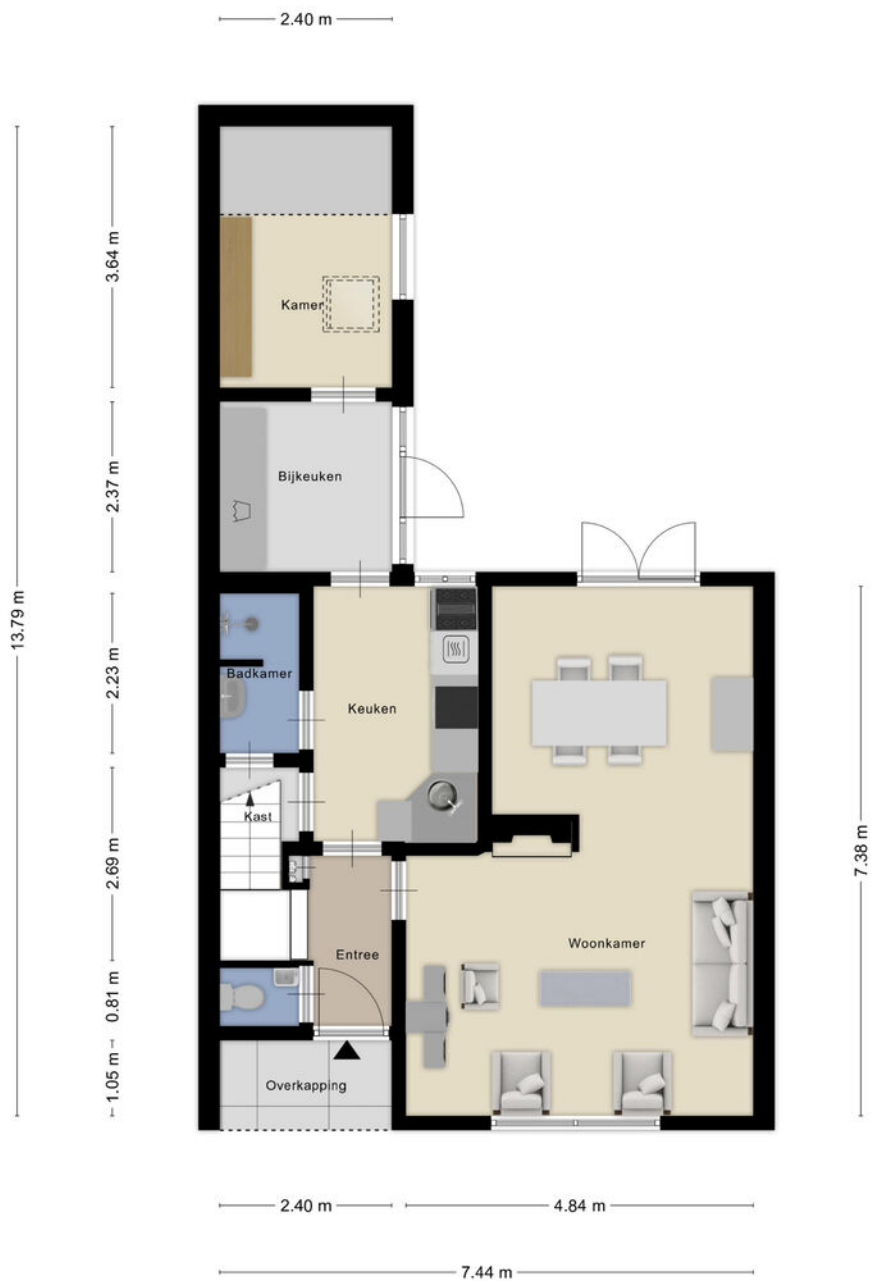 2.40 m
13.79 m
3.64 m
Kamer
2.37 m
Bijkeuken
2.23 m
Badkamer
Keuken
7.38 m
2.69 m
Kast
Woonkamer
Entree
0.81 m
1.05 m
Overkapping
2.40 m
4.84 m
7.44 m